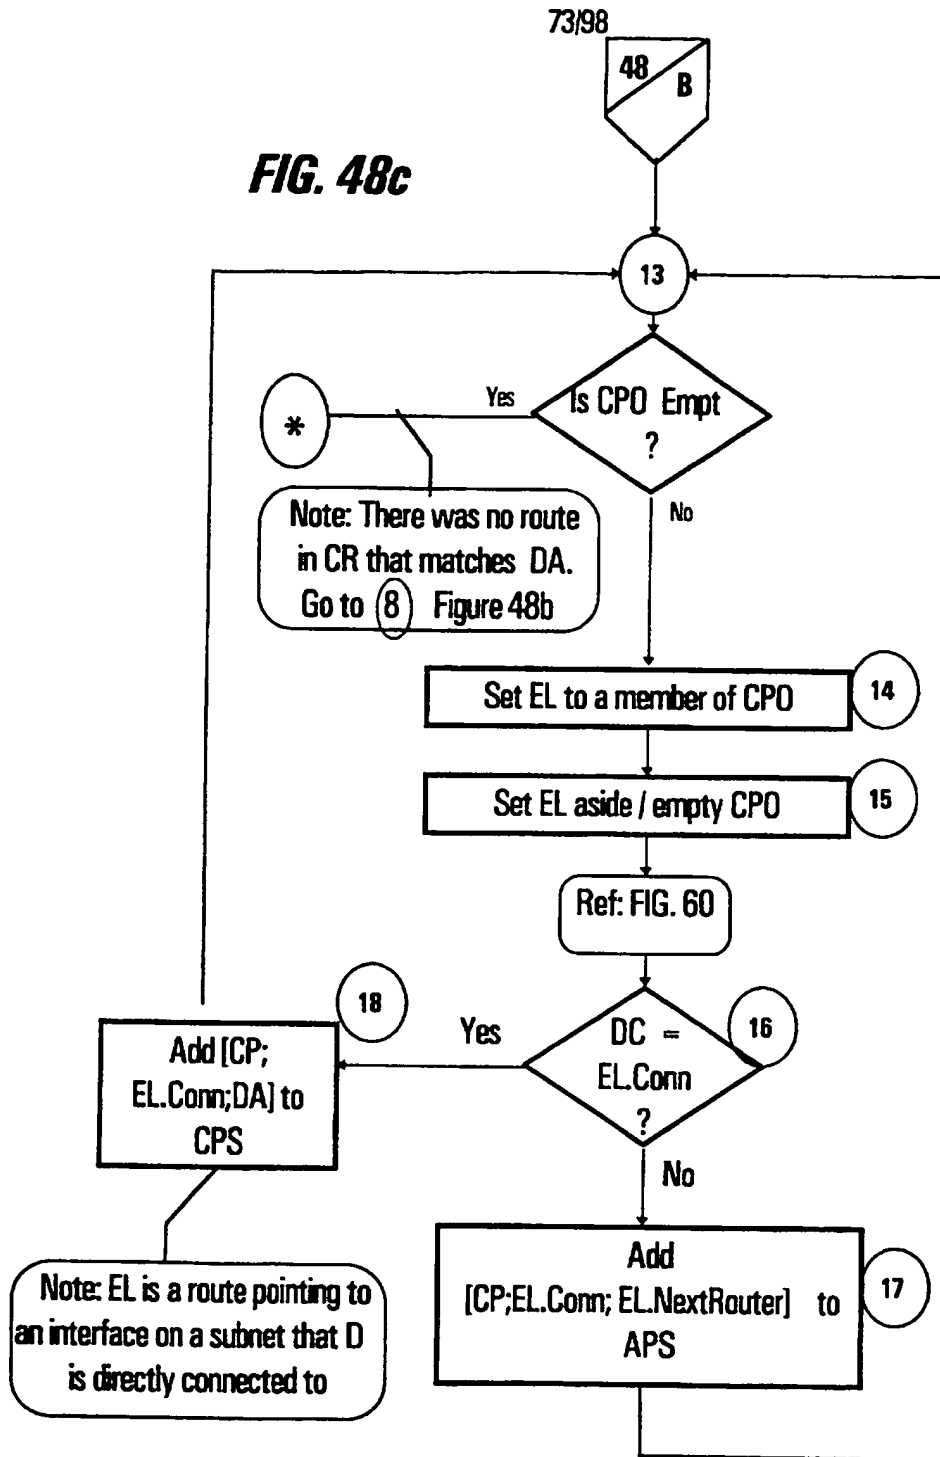 73/98
48
B
FIG. 48c
13
Is CPO Empt
?
Yes
*
No
Note: There was no route
in CR that matches DA.
Go to 8 Figure 48b
Set EL to a member of CPO
14
Set EL aside / empty CPO
15
Ref: FIG. 60
DC =
EL.Conn
?
16
Yes
18
Add [CP;
EL.Conn;DA] to
CPS
No
Add
[CP;EL.Conn; EL.NextRouter] to
APS
17
Note: EL is a route pointing to
an interface on a subnet that D
is directly connected to